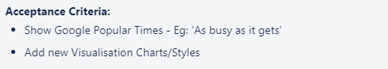 Acceptance Criteria:
• Show Google Popular Times - Eg: 'As busy as it gets'
• Add new Visualisation Charts/Styles